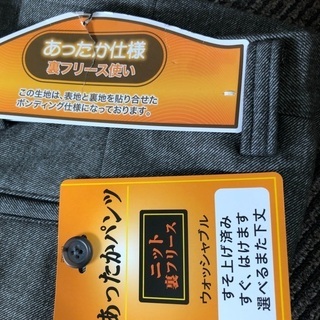 あったか仕様
裏フリース使い
この生地は、表地と裏地を貼り合せた
ボンディング仕様になっております。
あったかパンツ
ニット
裏フリース
ウォッシャブル
すそ上げ済み
すぐ、はけます
選べるまた下丈